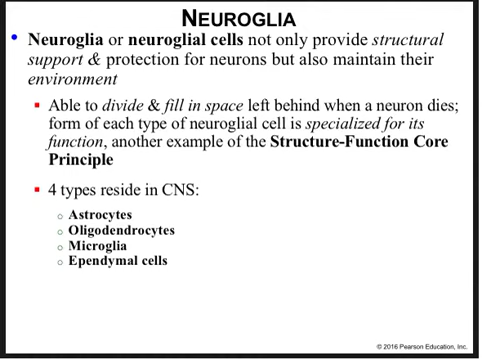 NEUROGLIA
• Neuroglia or neuroglial cells not only provide structural
support & protection for neurons but also maintain their
environment
▪ Able to divide & fill in space left behind when a neuron dies;
form of each type of neuroglial cell is specialized for its
function, another example of the Structure-Function Core
Principle
▪ 4 types reside in CNS:
o Astrocytes
o Oligodendrocytes
o Microglia
o Ependymal cells
© 2016 Pearson Education, Inc.